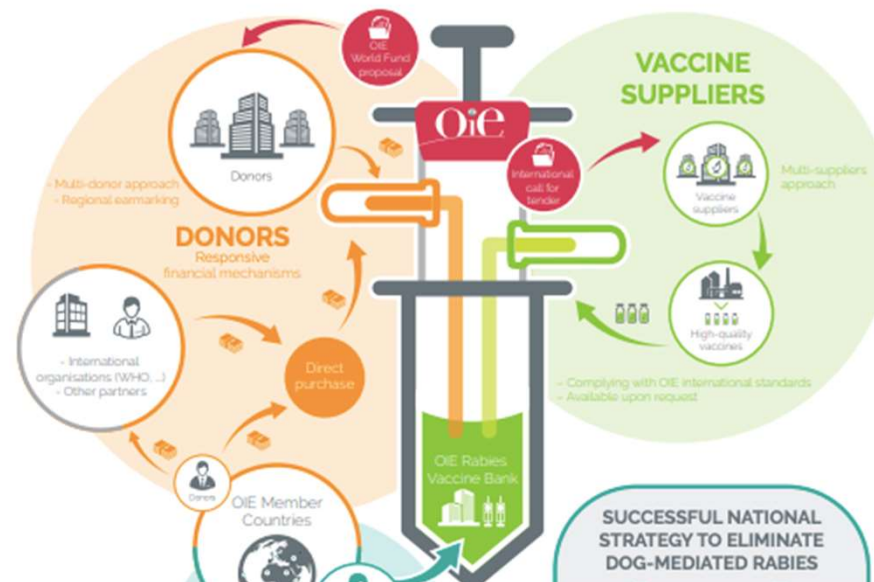 OIE
World Fund
proposal
OiE
VACCINE
SUPPLIERS
Donors
- Multi-donor approach
- Regional earmarking
International
call for
tender
Vaccine
suppliers
Multi-suppliers
approach
DONORS
Responsive
financial mechanisms
High-quality
vaccines
- International
organisations (WHO, ...)
- Other partners
Direct
purchase
- Complying with OIE international standards
- Available upon request
Donors
OIE Rabies
Vaccine Bank
OIE Member
Countries
SUCCESSFUL NATIONAL
STRATEGY TO ELIMINATE
DOG-MEDIATED RABIES